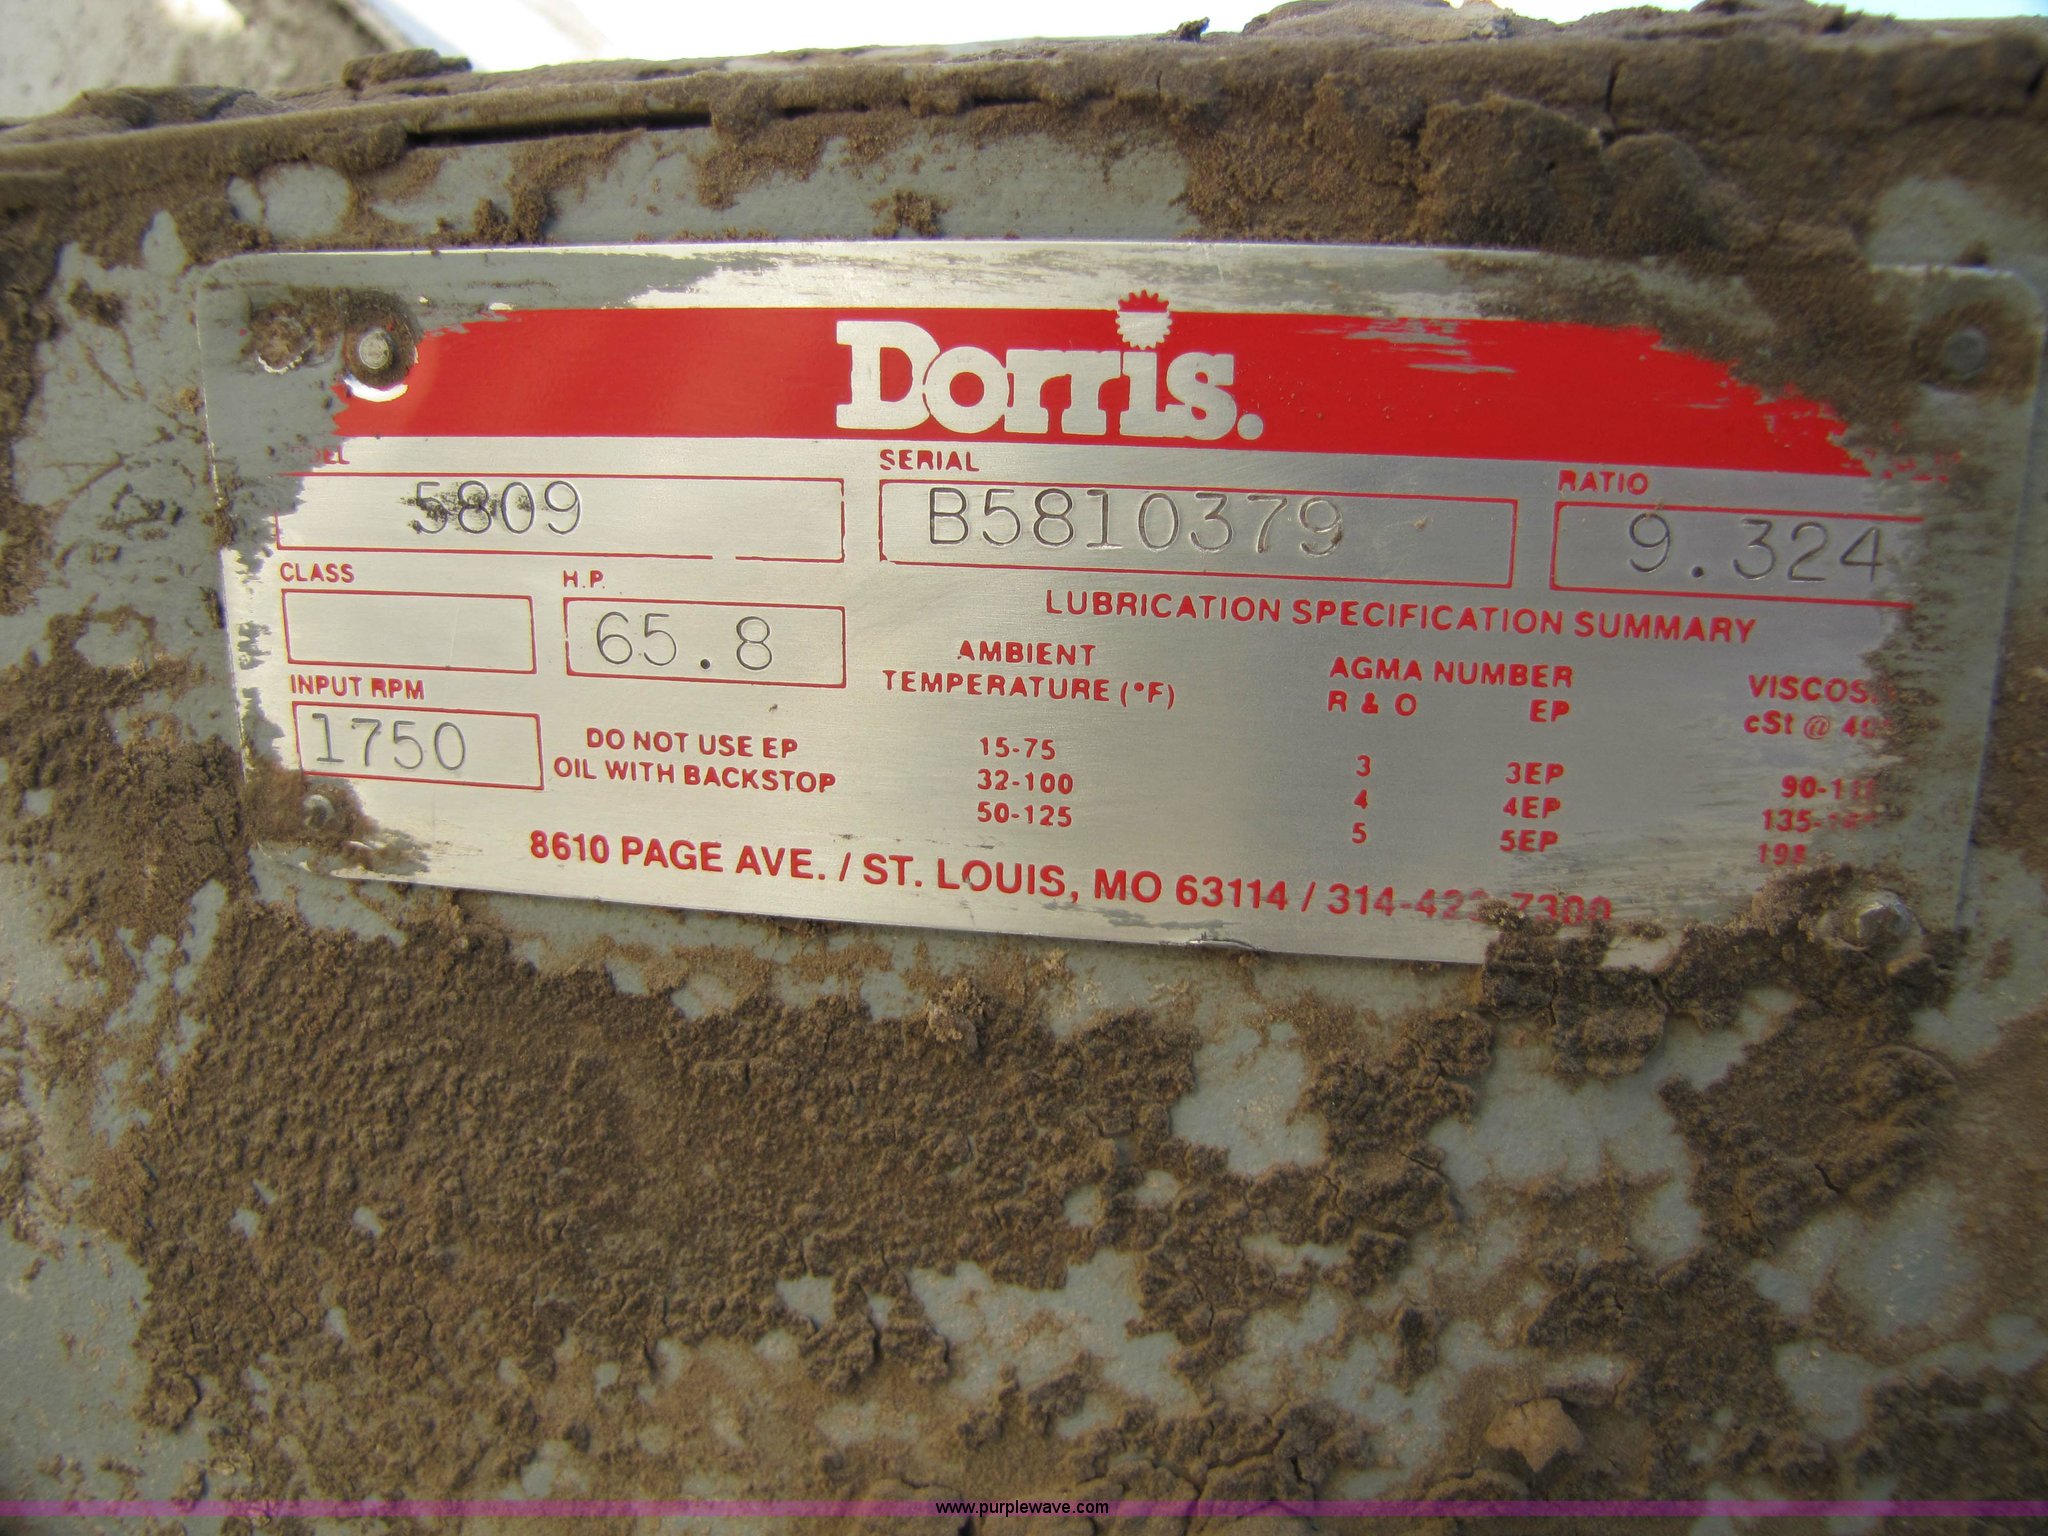 Dorris.
SERIAL
RATIO
5809
B5810379
9.324
CLASS
H.P.
65.8
LUBRICATION SPECIFICATION SUMMARY
INPUT RPM
1750
DO NOT USE EP
OIL WITH BACKSTOP
AMBIENT
TEMPERATURE (°F)
AGMA NUMBER
R & O EP
cSt @
15-75 3 3EP
32-100 4 4EP
50-125 5 5EP
8610 PAGE AVE. / ST. LOUIS, MO 63114 /
www.purplewave.com